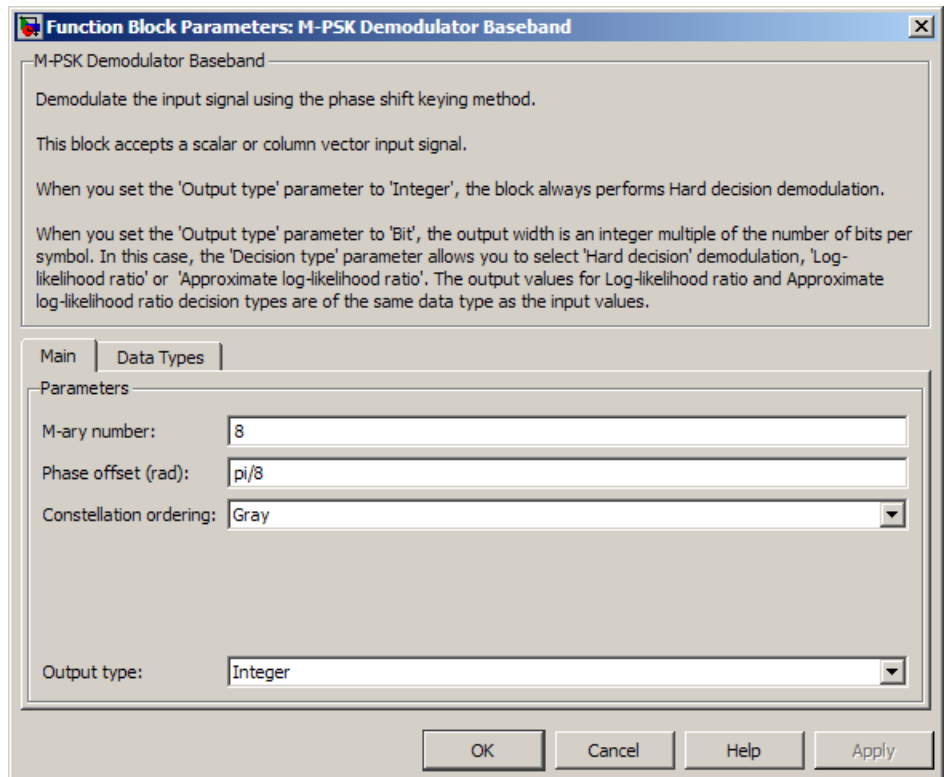 Function Block Parameters: M-PSK Demodulator Baseband
M-PSK Demodulator Baseband
Demodulate the input signal using the phase shift keying method.
This block accepts a scalar or column vector input signal.
When you set the 'Output type' parameter to 'Integer', the block always performs Hard decision demodulation.
When you set the 'Output type' parameter to 'Bit', the output width is an integer multiple of the number of bits per
symbol. In this case, the 'Decision type' parameter allows you to select 'Hard decision' demodulation, 'Log-
likelihood ratio' or 'Approximate log-likelihood ratio'. The output values for Log-likelihood ratio and Approximate
log-likelihood ratio decision types are of the same data type as the input values.
Main Data Types
Parameters
M-ary number: 8
Phase offset (rad): pi/8
Constellation ordering: Gray
Output type: Integer
OK Cancel Help Apply